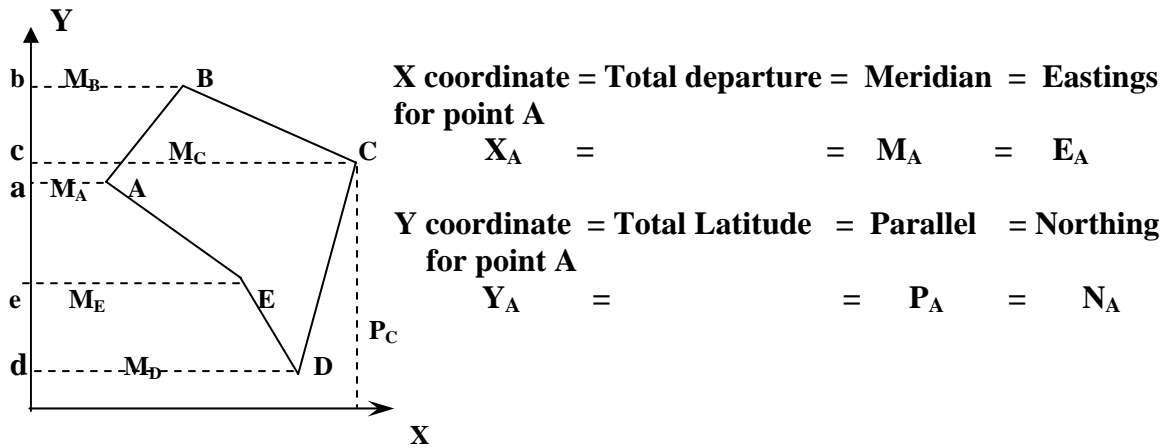 Y
b M_B B
X coordinate = Total departure = Meridian = Eastings
for point A
c M_C C
X_A = = M_A = E_A
a M_A A
Y coordinate = Total Latitude = Parallel = Northing
for point A
e M_E E
Y_A = = P_A = N_A
P_C
d M_D D
X